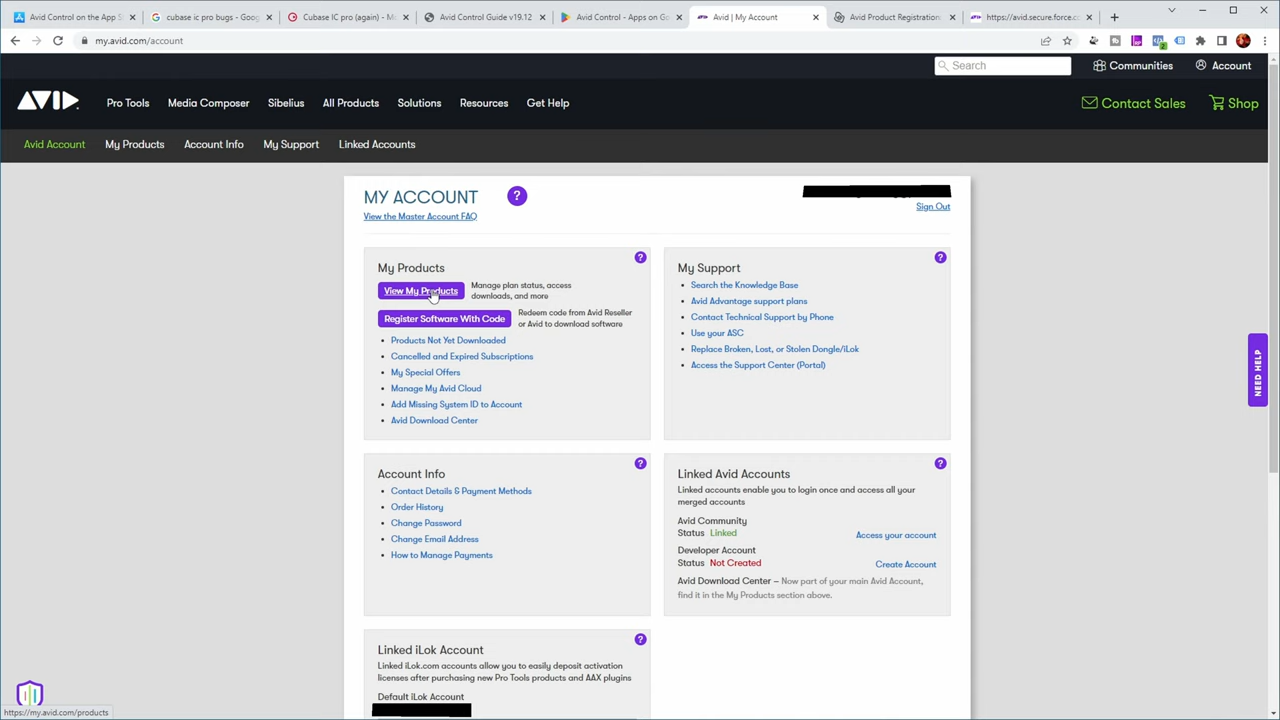 Avid Control on the App S
cubase ic pro bugs - Goog
Cubase IC pro (again) - M
Avid Control Guide v19.12
Avid Control - Apps on Go
Avid | My Account
Avid Product Registration
https://avid.secure.force.c
my.avid.com/account
Search
Communities
Account
AVID
Pro Tools
Media Composer
Sibelius
All Products
Solutions
Resources
Get Help
Contact Sales
Shop
Avid Account
My Products
Account Info
My Support
Linked Accounts
MY ACCOUNT
?
View the Master Account FAQ
Sign Out
My Products
?
View My Products
Manage plan status, access
downloads, and more
Register Software With Code
Redeem code from Avid Reseller
or Avid to download software
• Products Not Yet Downloaded
• Cancelled and Expired Subscriptions
• My Special Offers
• Manage My Avid Cloud
• Add Missing System ID to Account
• Avid Download Center
My Support
?
• Search the Knowledge Base
• Avid Advantage support plans
• Contact Technical Support by Phone
• Use your ASC
• Replace Broken, Lost, or Stolen Dongle/iLok
• Access the Support Center (Portal)
NEED HELP
Account Info
?
• Contact Details & Payment Methods
• Order History
• Change Password
• Change Email Address
• How to Manage Payments
Linked Avid Accounts
?
Linked accounts enable you to login once and access all your
merged accounts
Avid Community
Status Linked
Access your account
Developer Account
Status Not Created
Create Account
Avid Download Center – Now part of your main Avid Account,
find it in the My Products section above.
Linked iLok Account
?
Linked iLok.com accounts allow you to easily deposit activation
licenses after purchasing new Pro Tools products and AAX plugins
Default iLok Account
https://my.avid.com/products